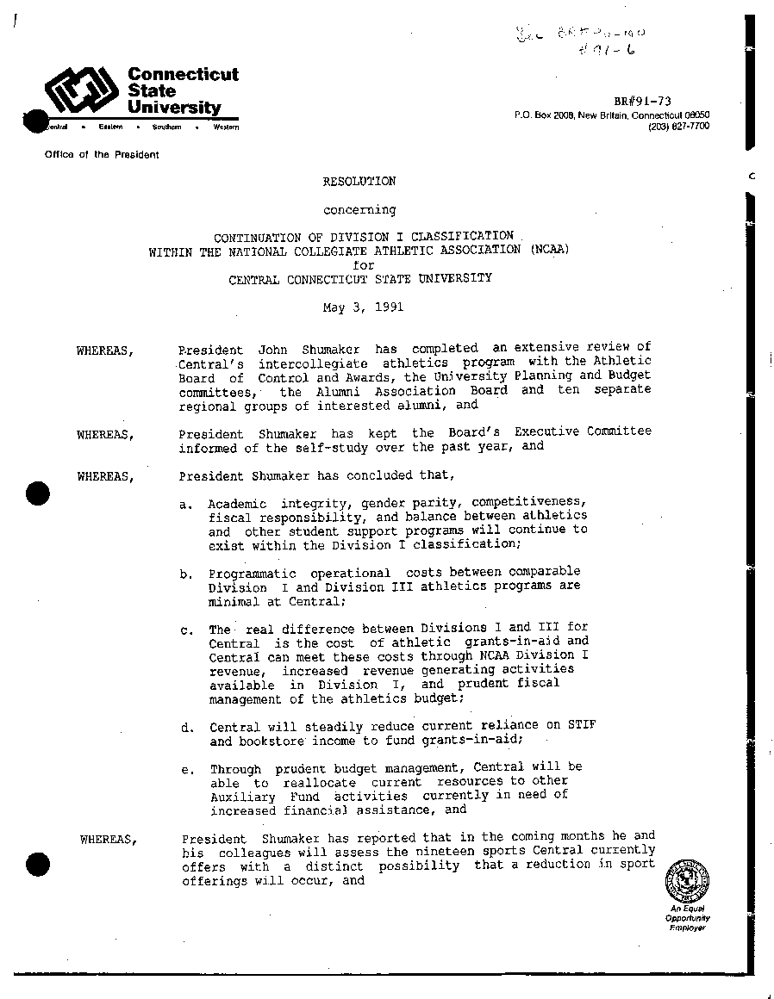 See BR# 90-190
# 91-6
Connecticut
State
University
Central • Eastern • Southern • Western
BR#91-73
P.O. Box 2008, New Britain, Connecticut 06050
(203) 827-7700
Office of the President
RESOLUTION
concerning
CONTINUATION OF DIVISION I CLASSIFICATION
WITHIN THE NATIONAL COLLEGIATE ATHLETIC ASSOCIATION (NCAA)
for
CENTRAL CONNECTICUT STATE UNIVERSITY
May 3, 1991
WHEREAS, President John Shumaker has completed an extensive review of
Central's intercollegiate athletics program with the Athletic
Board of Control and Awards, the University Planning and Budget
committees, the Alumni Association Board and ten separate
regional groups of interested alumni, and
WHEREAS, President Shumaker has kept the Board's Executive Committee
informed of the self-study over the past year, and
WHEREAS, President Shumaker has concluded that,
a. Academic integrity, gender parity, competitiveness,
fiscal responsibility, and balance between athletics
and other student support programs will continue to
exist within the Division I classification;
b. Programmatic operational costs between comparable
Division I and Division III athletics programs are
minimal at Central;
c. The real difference between Divisions I and III for
Central is the cost of athletic grants-in-aid and
Central can meet these costs through NCAA Division I
revenue, increased revenue generating activities
available in Division I, and prudent fiscal
management of the athletics budget;
d. Central will steadily reduce current reliance on STIF
and bookstore income to fund grants-in-aid;
e. Through prudent budget management, Central will be
able to reallocate current resources to other
Auxiliary Fund activities currently in need of
increased financial assistance, and
WHEREAS, President Shumaker has reported that in the coming months he and
his colleagues will assess the nineteen sports Central currently
offers with a distinct possibility that a reduction in sport
offerings will occur, and
An Equal
Opportunity
Employer